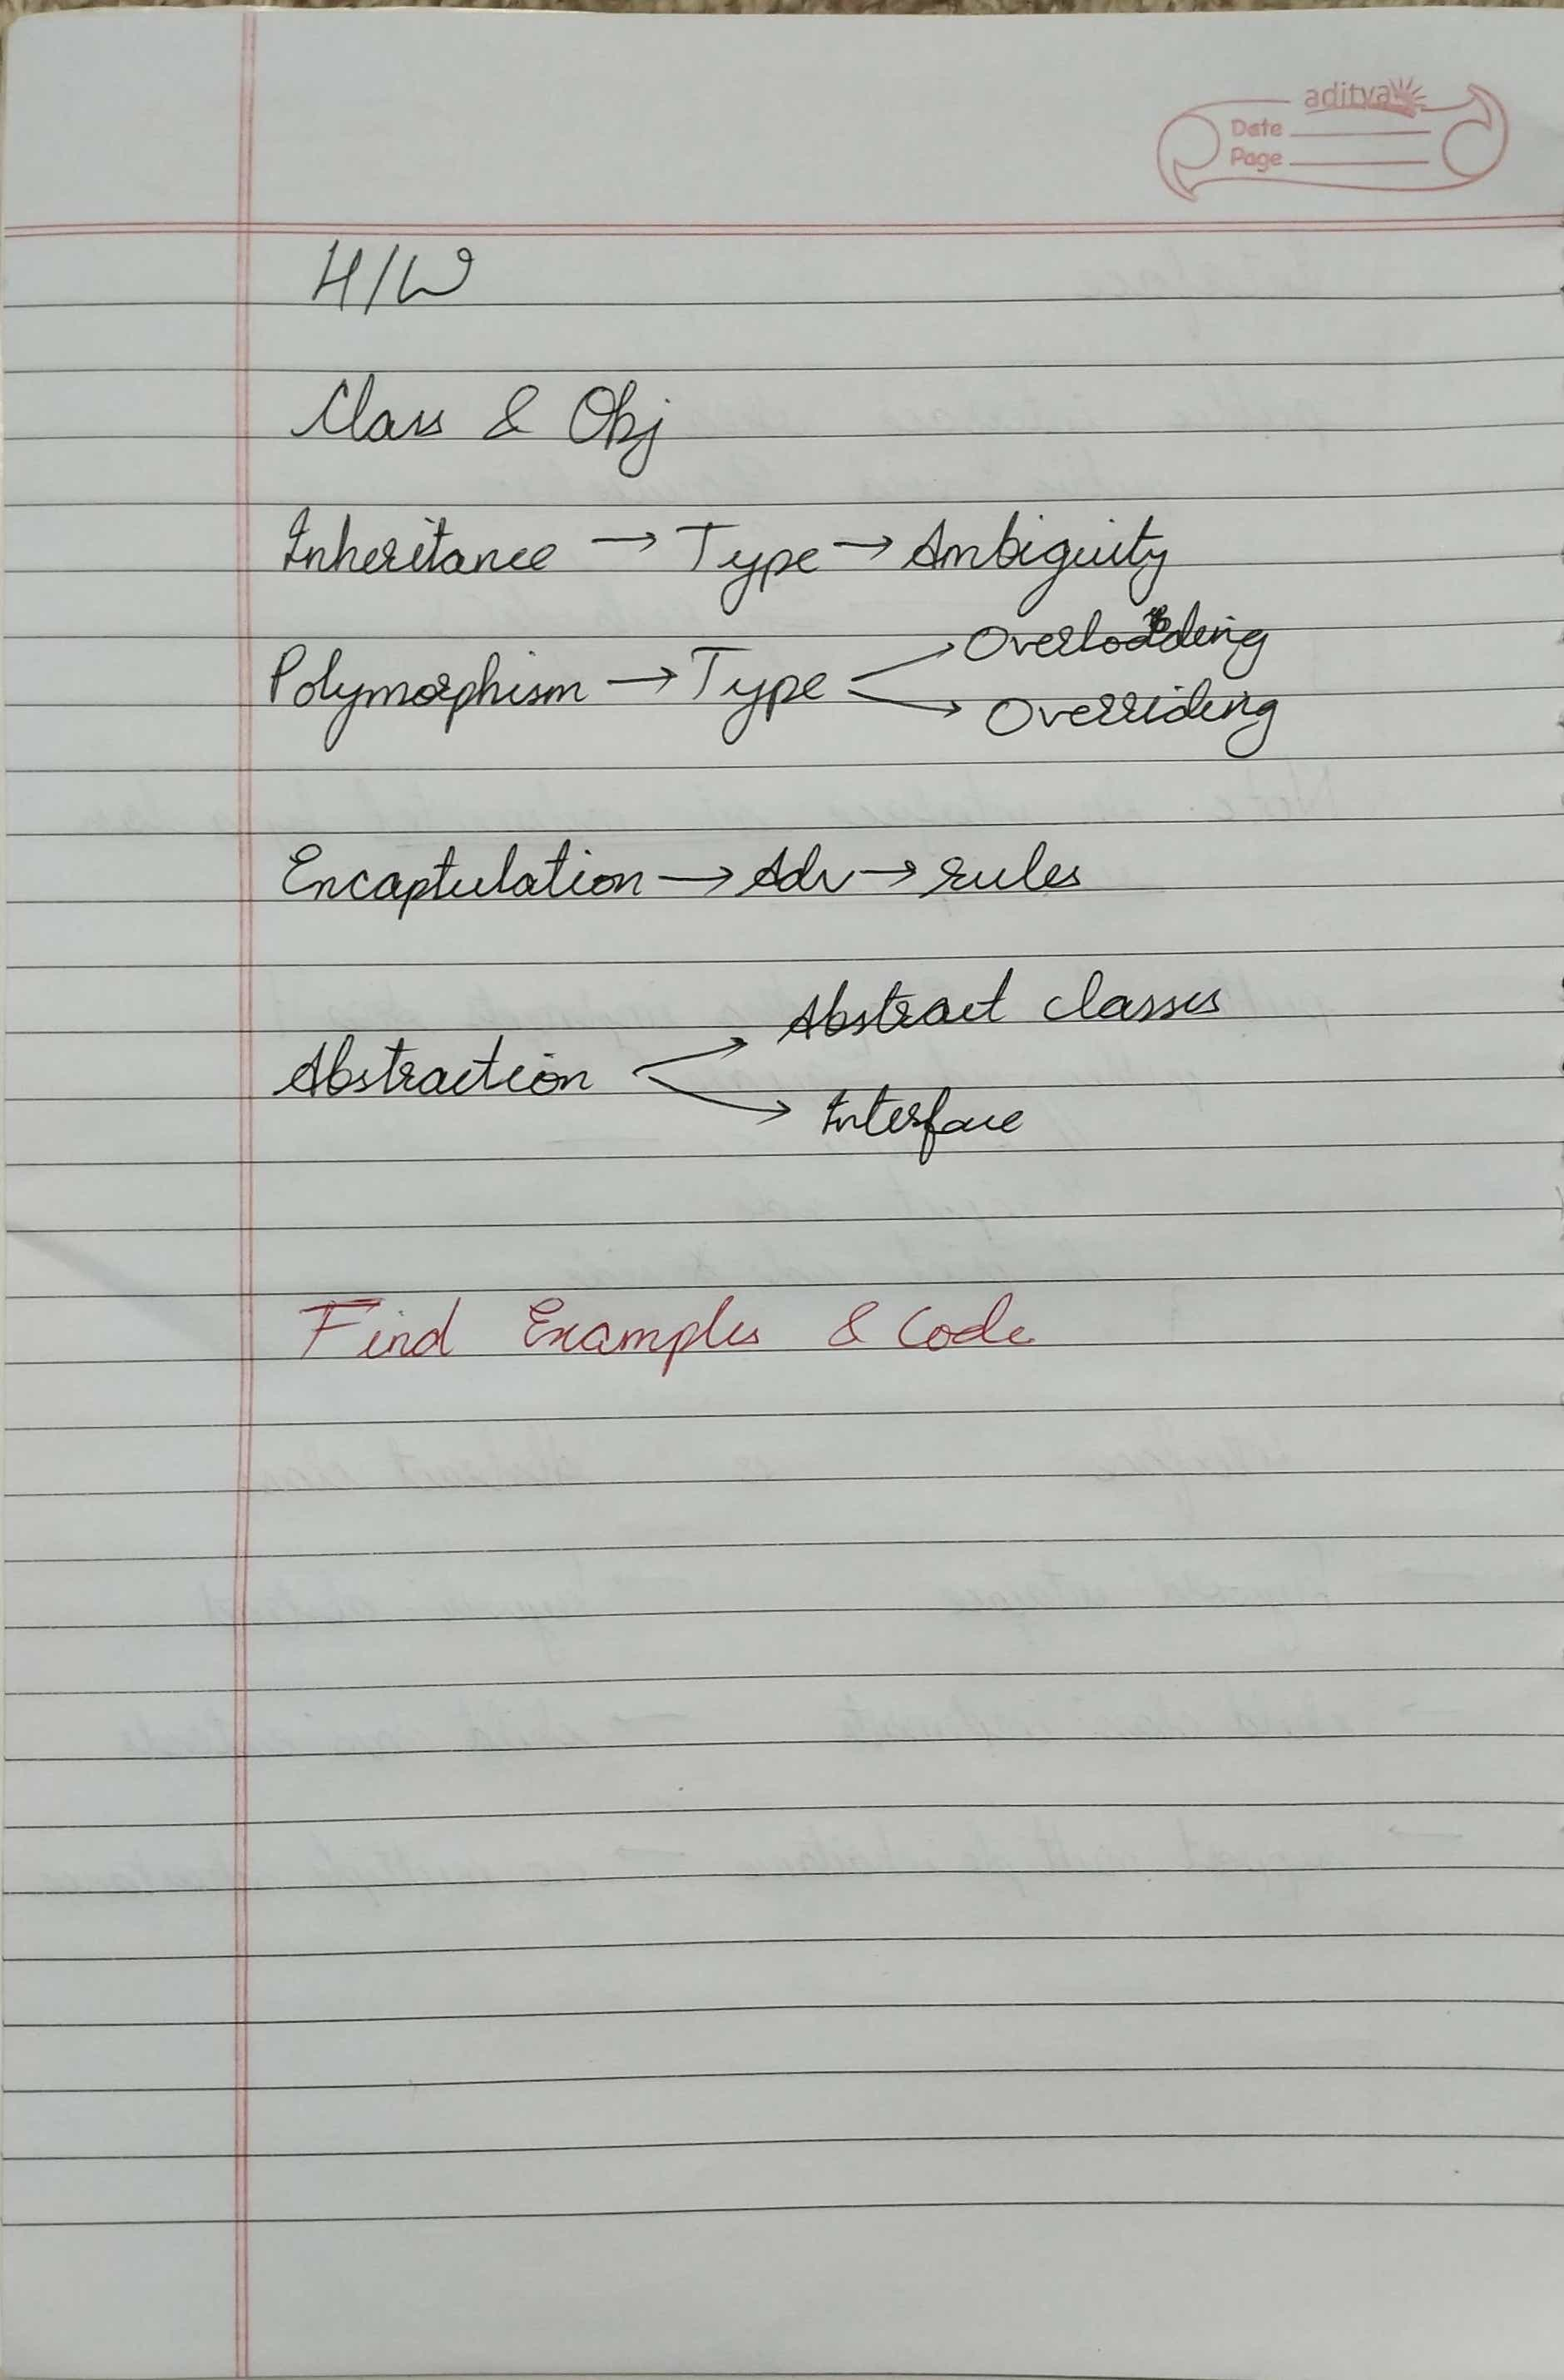 aditya
Date
Page
H/W
Class & Obj
Inheritance → Type → Ambiguity
Polymorphism → Type
Overloading
Overriding
Encaptulation → Adv → rules
Abstraction
Abstract classes
Interface
Find Examples & Code